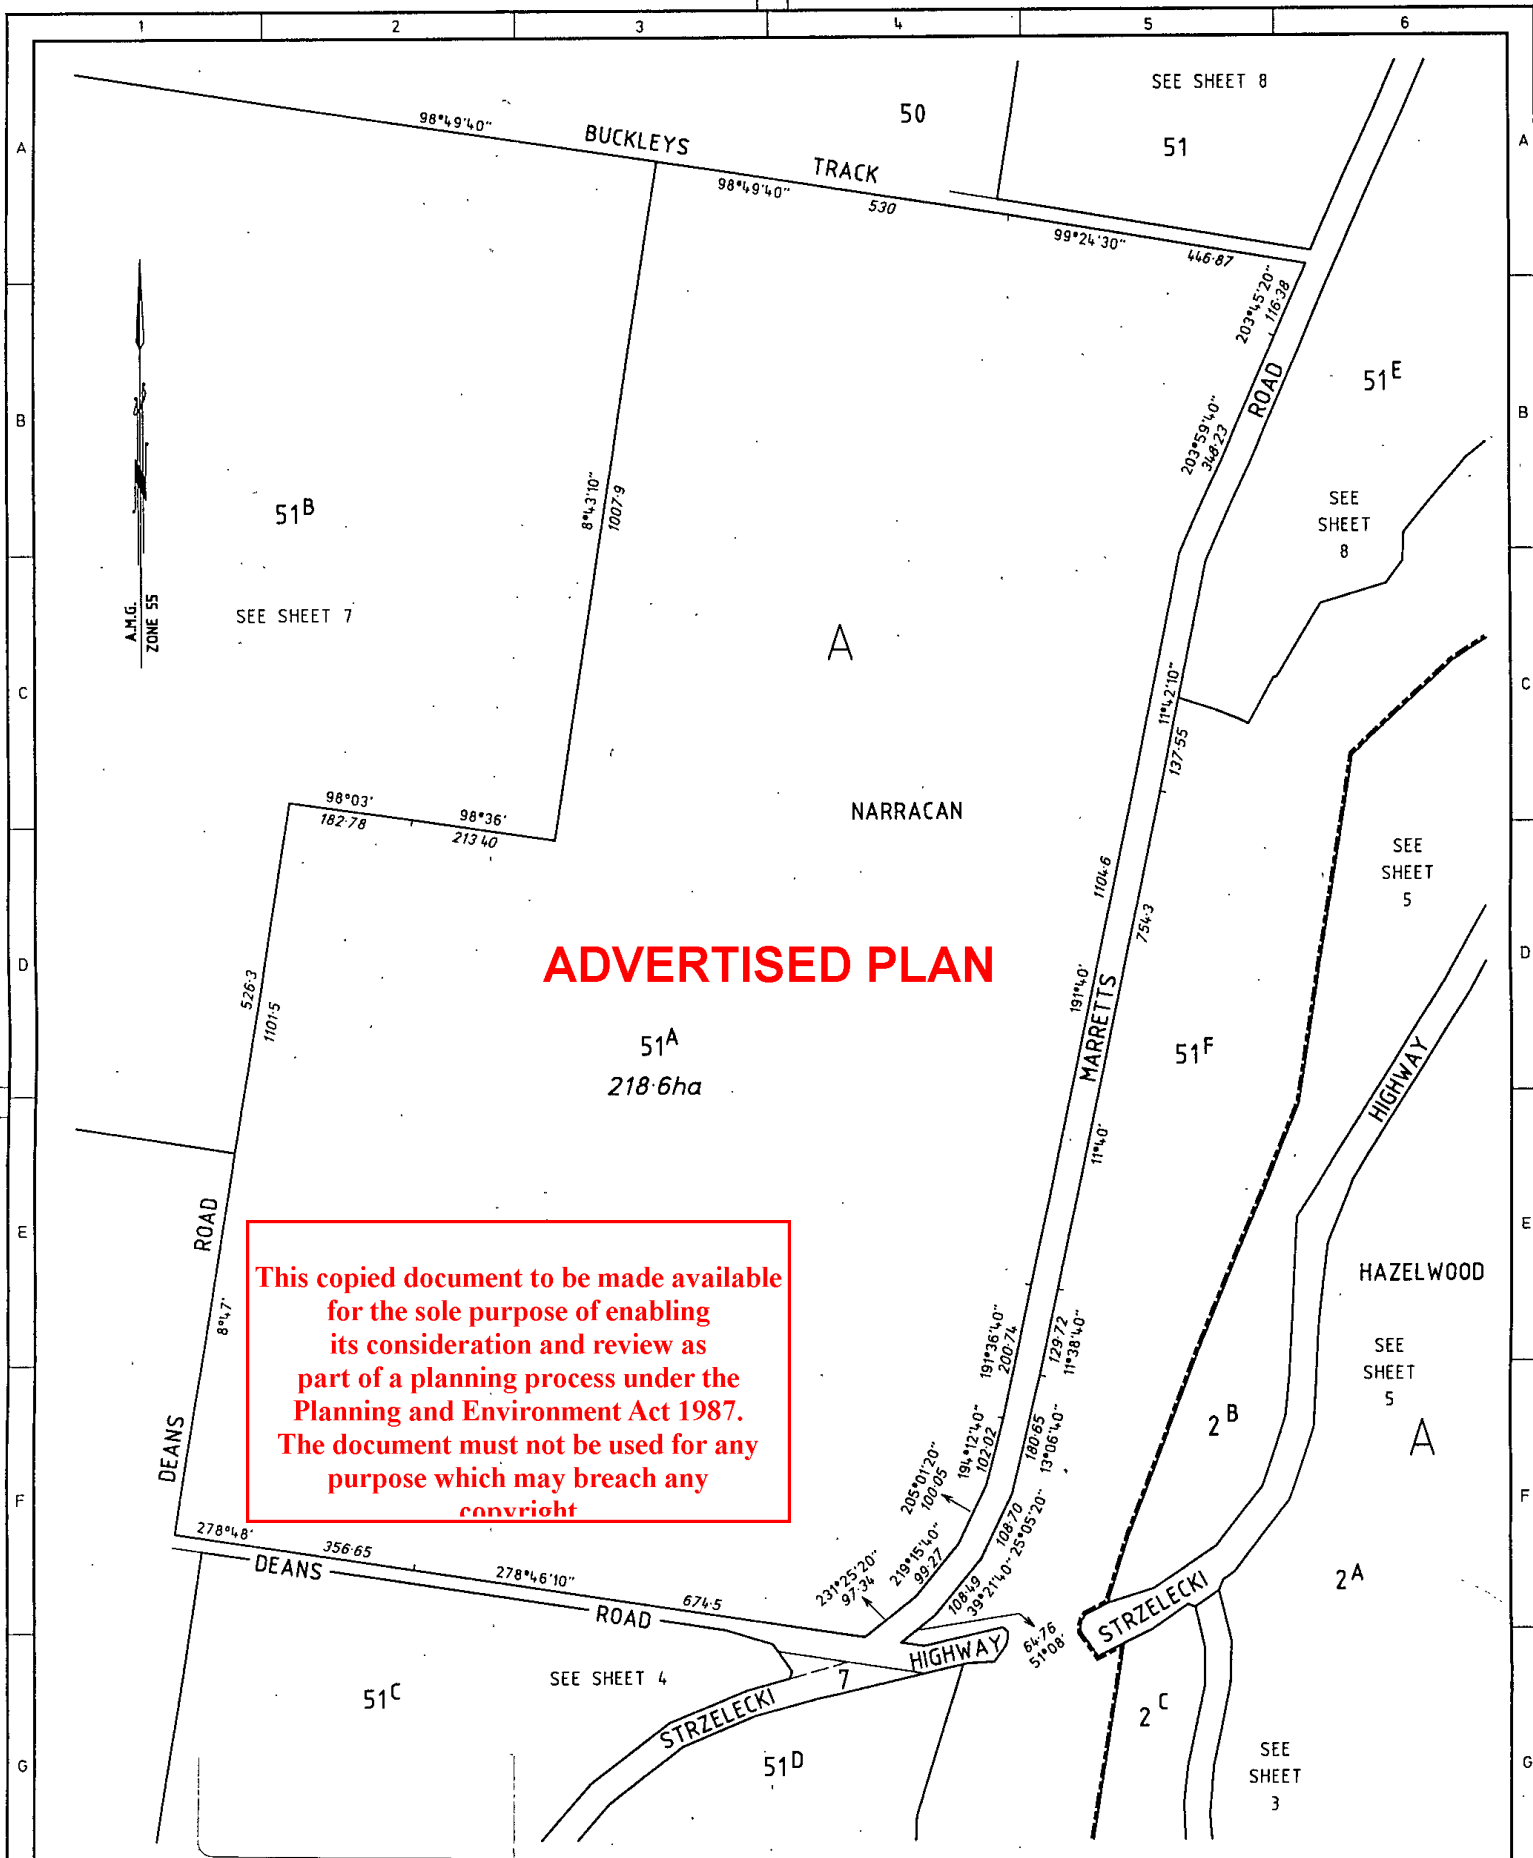 1 2 3 4 5 6
A
A
B
B
C
C
D
D
E
E
F
F
G
G
SEE SHEET 8
50
51
98°49'40"
BUCKLEYS
TRACK
98°49'40"
530
99°24'30"
446·87
203°45'20"
116·38
ROAD
51E
203°59'40"
348·23
SEE
SHEET
8
8°43'10"
1007·9
51B
A.M.G.
ZONE 55
SEE SHEET 7
A
11°42'10"
137·55
98°03'
182·78
98°36'
213 40
NARRACAN
SEE
SHEET
5
1104·6
754·3
ADVERTISED PLAN
526·3
1101·5
191°40'
MARRETTS
51A
218·6ha
51F
HIGHWAY
11°40'
ROAD
8°47'
DEANS
This copied document to be made available
for the sole purpose of enabling
its consideration and review as
part of a planning process under the
Planning and Environment Act 1987.
The document must not be used for any
purpose which may breach any
copyright
HAZELWOOD
SEE
SHEET
5
A
191°36'40"
200·74
129·72
11°38'40"
2B
194°12'40"
102·02
180·65
13°06'40"
205°01'20"
100·05
108·70
25°05'20"
219°15'40"
99·27
108·49
39°21'40"
231°25'20"
97·34
64·76
51°08'
278°48'
356·65
DEANS
278°46'10"
674·5
ROAD
2A
STRZELECKI
HIGHWAY
7
STRZELECKI
SEE SHEET 4
51C
51D
2C
SEE
SHEET
3